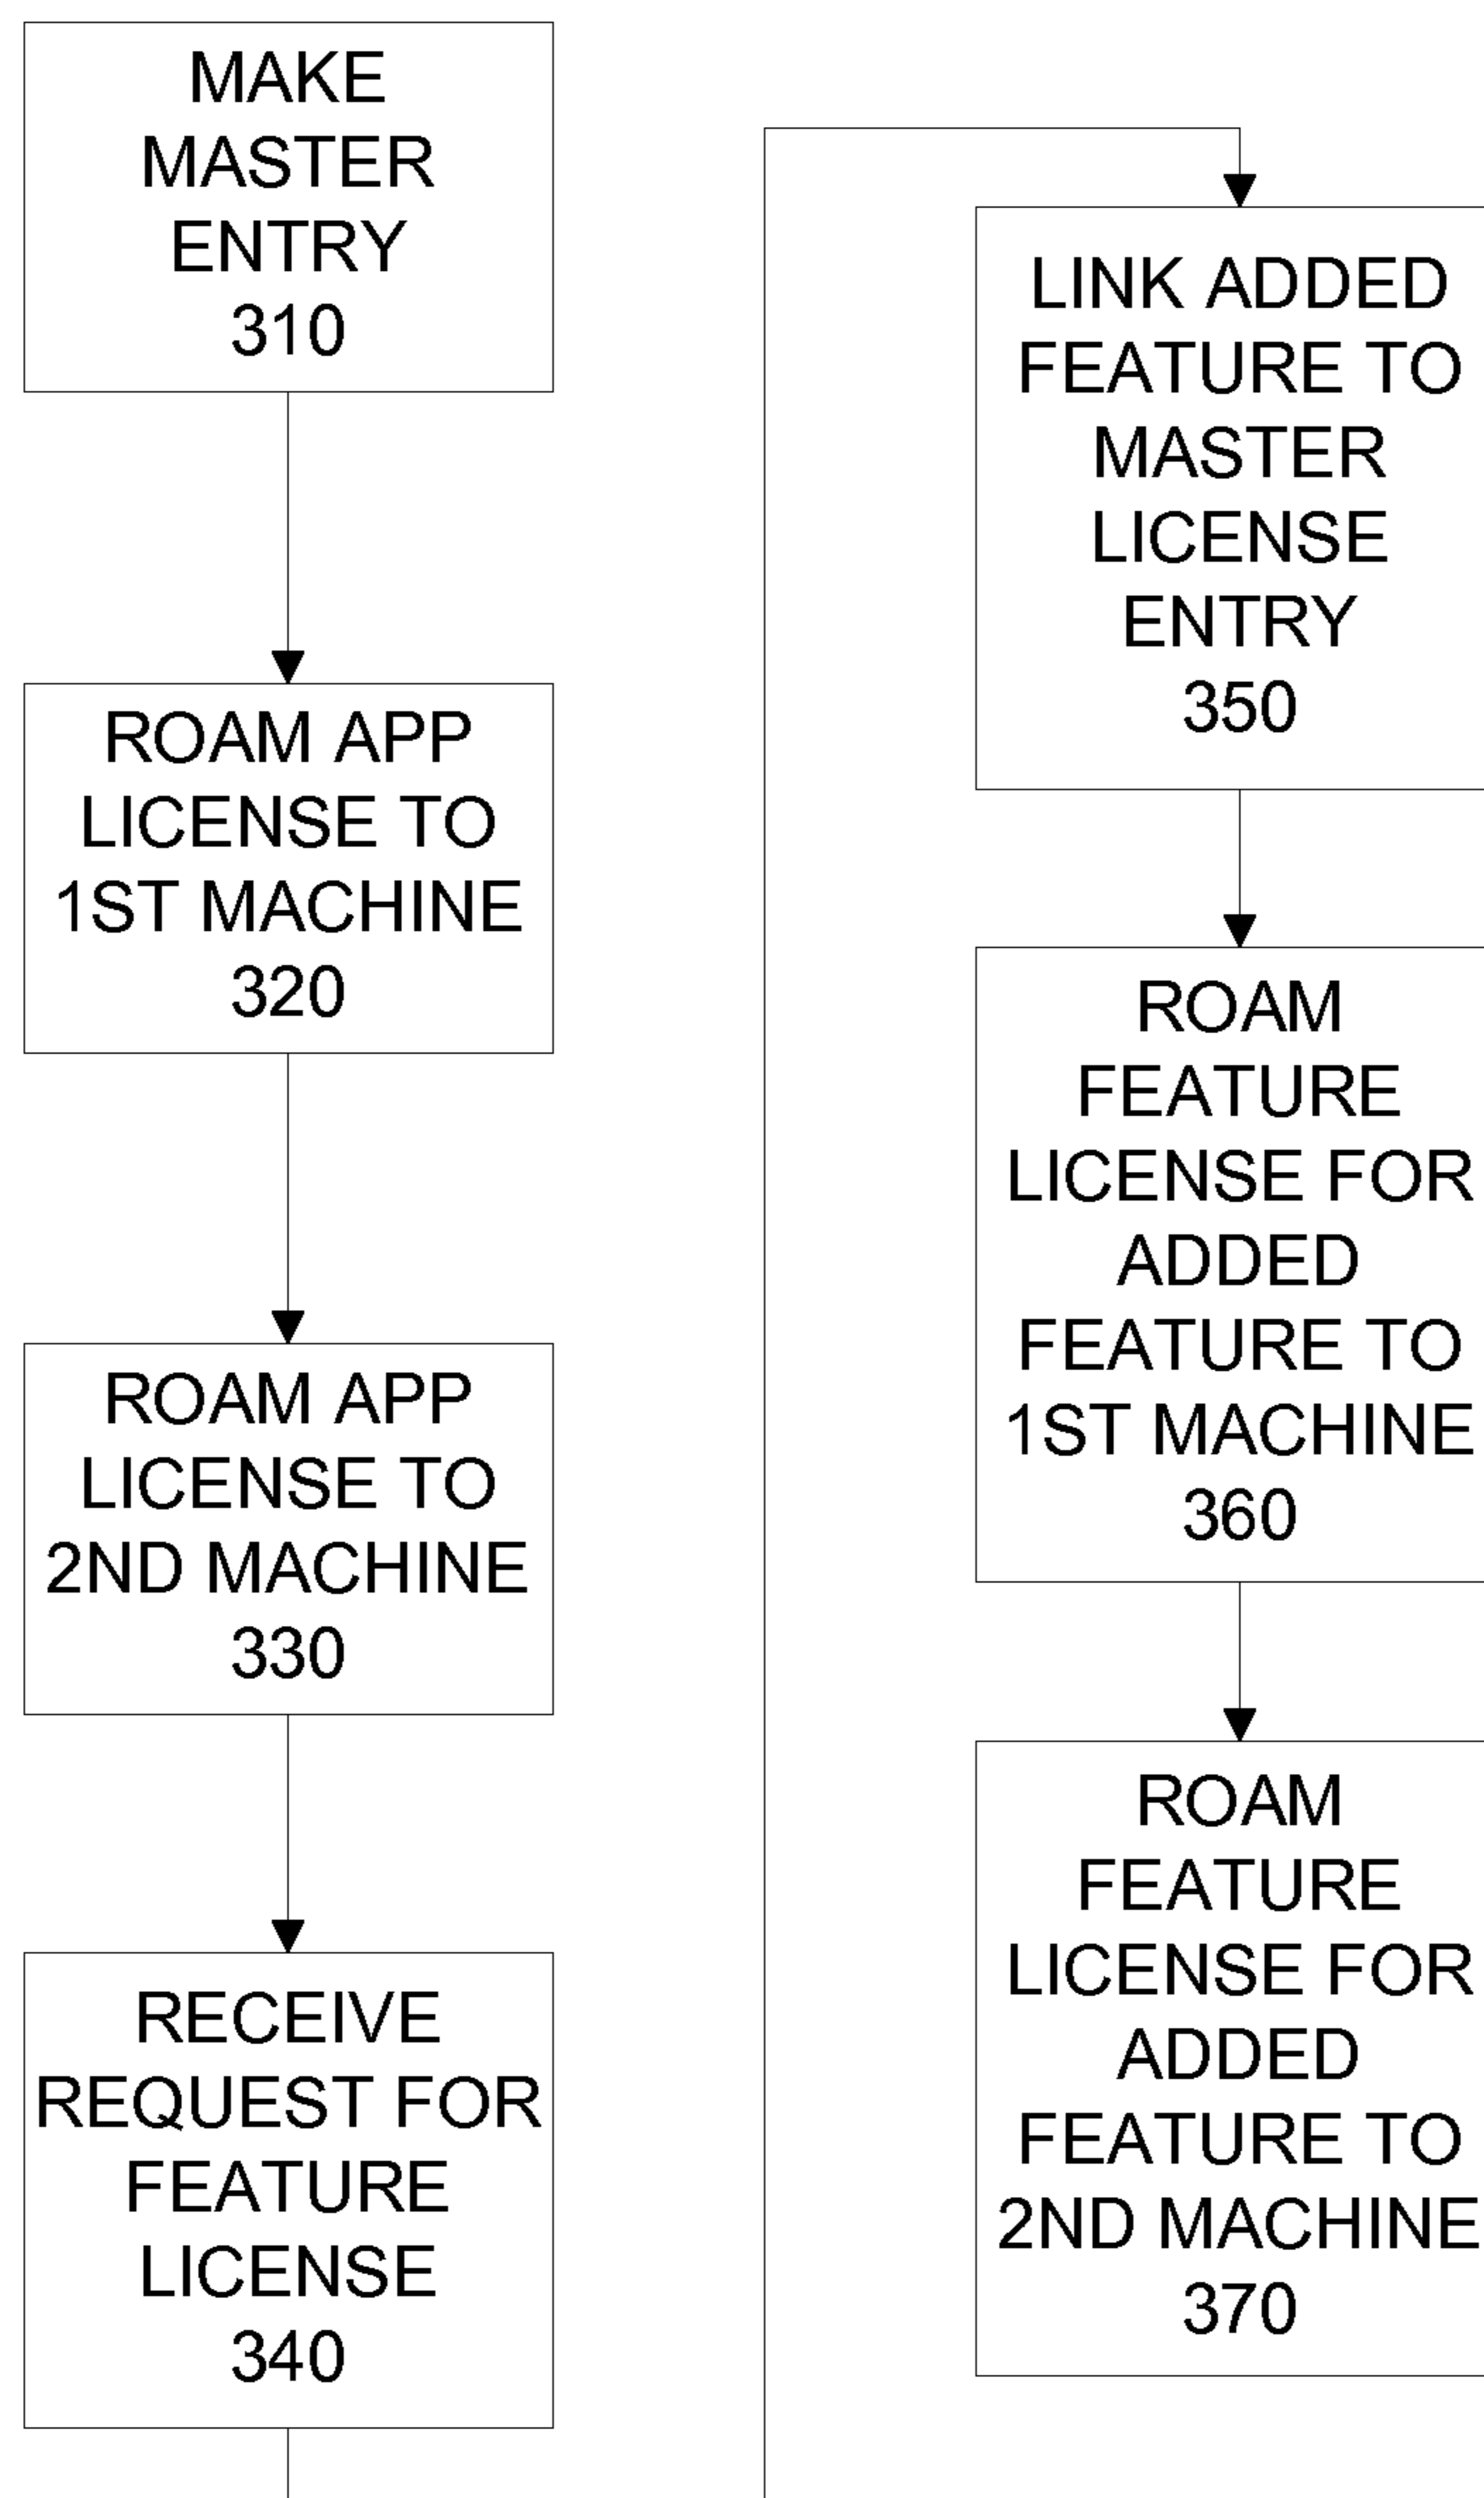 MAKE
MASTER
ENTRY
310
ROAM APP
LICENSE TO
1ST MACHINE
320
ROAM APP
LICENSE TO
2ND MACHINE
330
RECEIVE
REQUEST FOR
FEATURE
LICENSE
340
LINK ADDED
FEATURE TO
MASTER
LICENSE
ENTRY
350
ROAM
FEATURE
LICENSE FOR
ADDED
FEATURE TO
1ST MACHINE
360
ROAM
FEATURE
LICENSE FOR
ADDED
FEATURE TO
2ND MACHINE
370